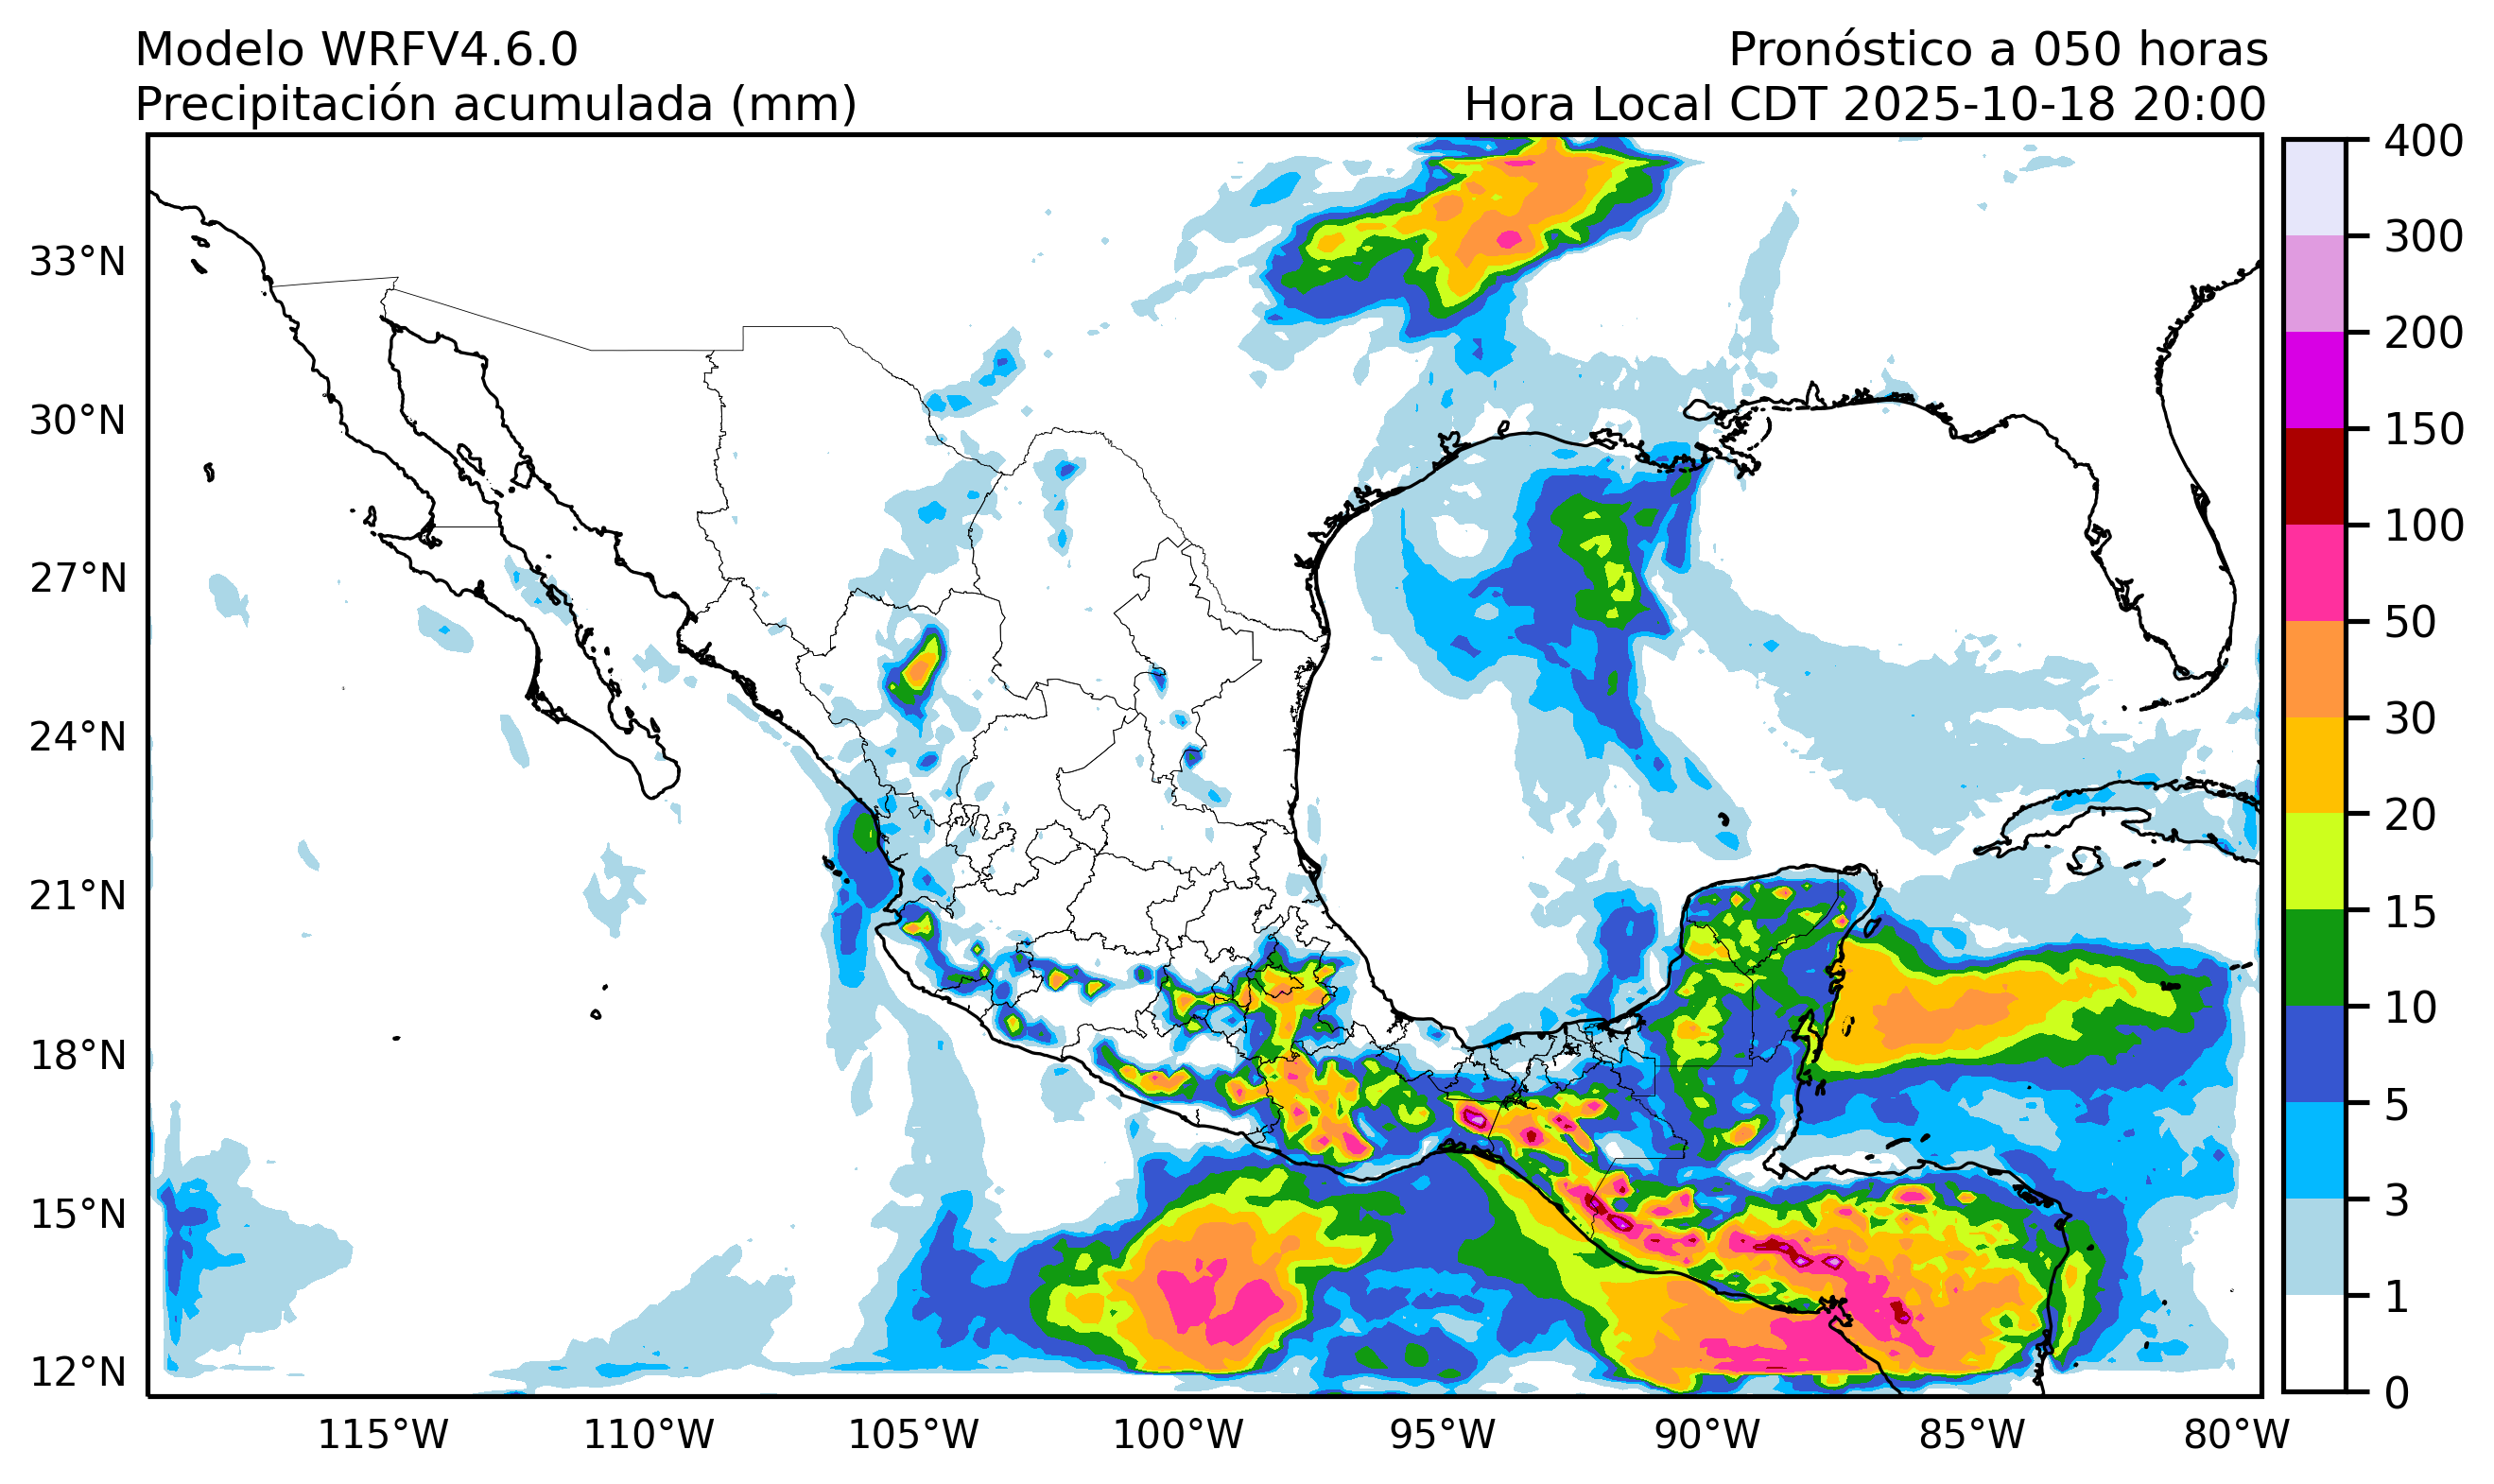 Modelo WRFV4.6.0
Precipitación acumulada (mm)
Pronóstico a 050 horas
Hora Local CDT 2025-10-18 20:00
33°N
30°N
27°N
24°N
21°N
18°N
15°N
12°N
115°W
110°W
105°W
100°W
95°W
90°W
85°W
80°W
400
300
200
150
100
50
30
20
15
10
5
3
1
0